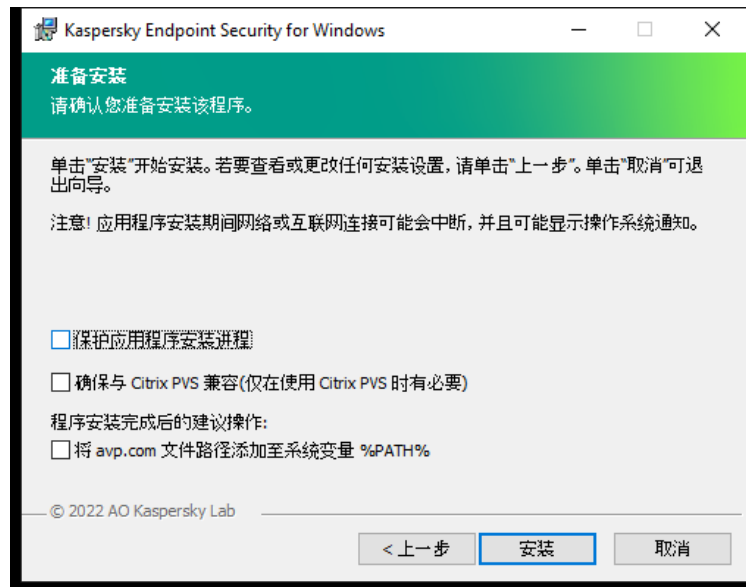 Kaspersky Endpoint Security for Windows
准备安装
请确认您准备安装该程序。
单击"安装"开始安装。若要查看或更改任何安装设置，请单击"上一步"。单击"取消"可退
出向导。
注意! 应用程序安装期间网络或互联网连接可能会中断，并且可能显示操作系统通知。
保护应用程序安装进程
确保与 Citrix PVS 兼容(仅在使用 Citrix PVS 时有必要)
程序安装完成后的建议操作:
将 avp.com 文件路径添加至系统变量 %PATH%
© 2022 AO Kaspersky Lab
< 上一步 安装 取消